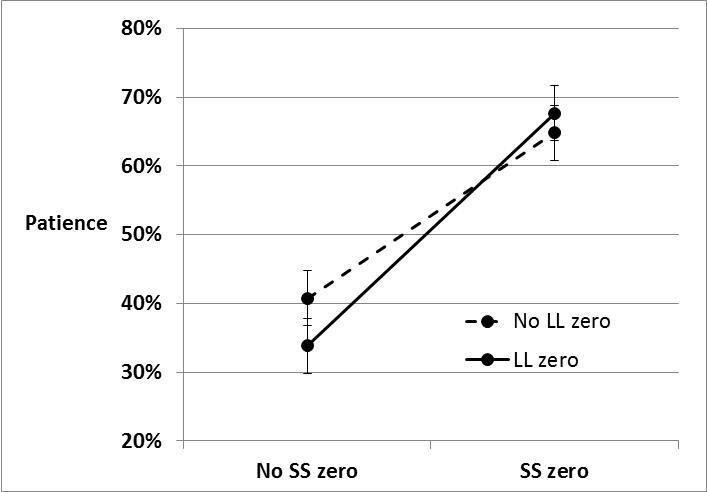 80%
70%
60%
Patience
50%
40%
No LL zero
LL zero
30%
20%
No SS zero
SS zero